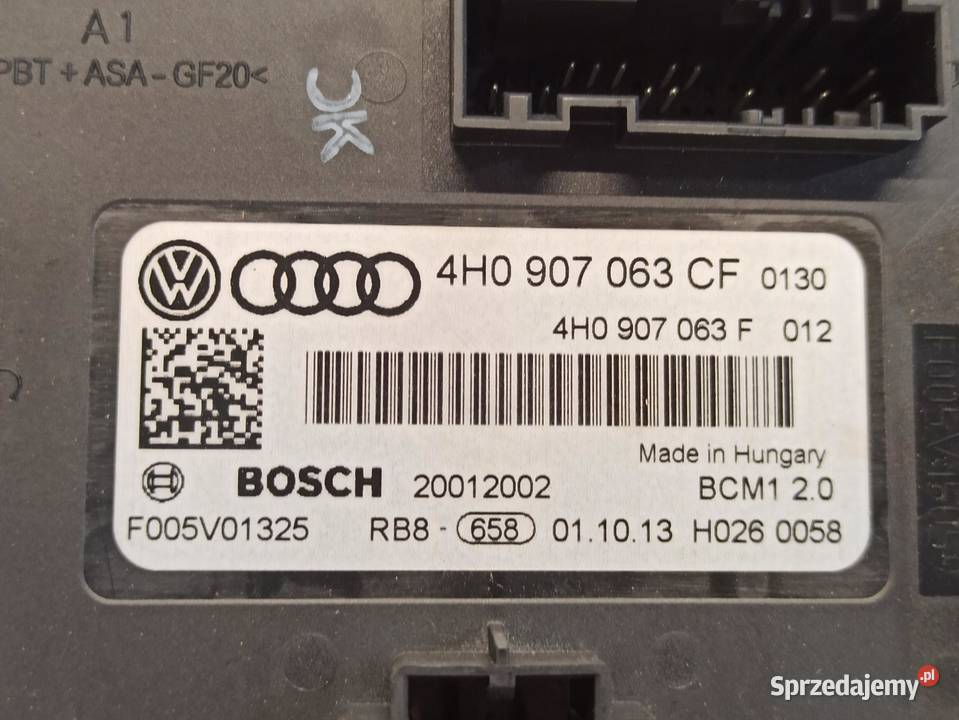 A1
PBT+ASA-GF20<
OK
4H0 907 063 CF 0130
4H0 907 063 F 012
Made in Hungary
BOSCH 20012002 BCM1 2.0
F005V01325 RB8 - 658 01.10.13 H026 0058
Sprzedajemy.pl